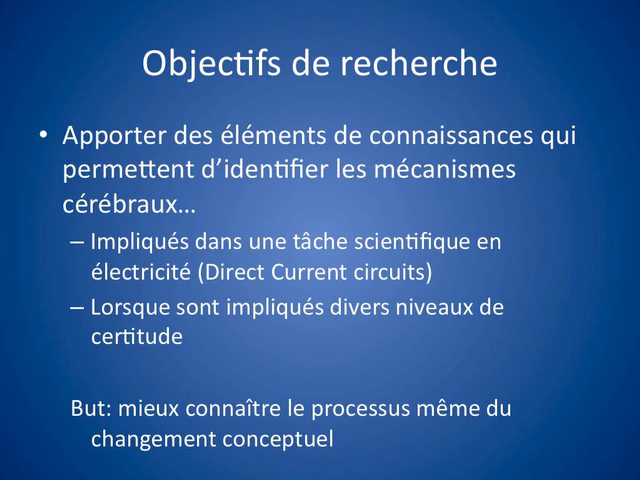 Objectifs de recherche
• Apporter des éléments de connaissances qui
permettent d’identifier les mécanismes
cérébraux...
– Impliqués dans une tâche scientifique en
électricité (Direct Current circuits)
– Lorsque sont impliqués divers niveaux de
certitude
But: mieux connaître le processus même du
changement conceptuel